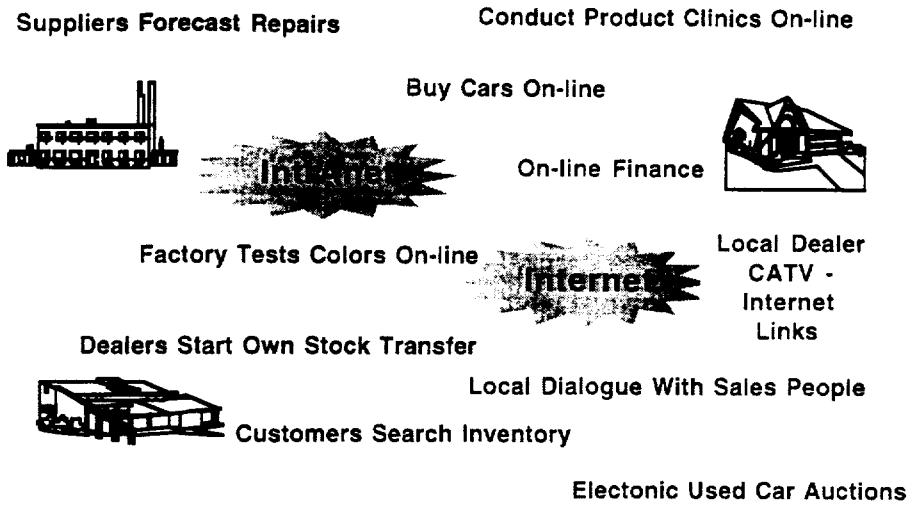 Suppliers Forecast Repairs
Conduct Product Clinics On-line
Buy Cars On-line
IntrAnet
On-line Finance
Factory Tests Colors On-line
Internet
Local Dealer
CATV -
Internet
Links
Dealers Start Own Stock Transfer
Local Dialogue With Sales People
Customers Search Inventory
Electonic Used Car Auctions